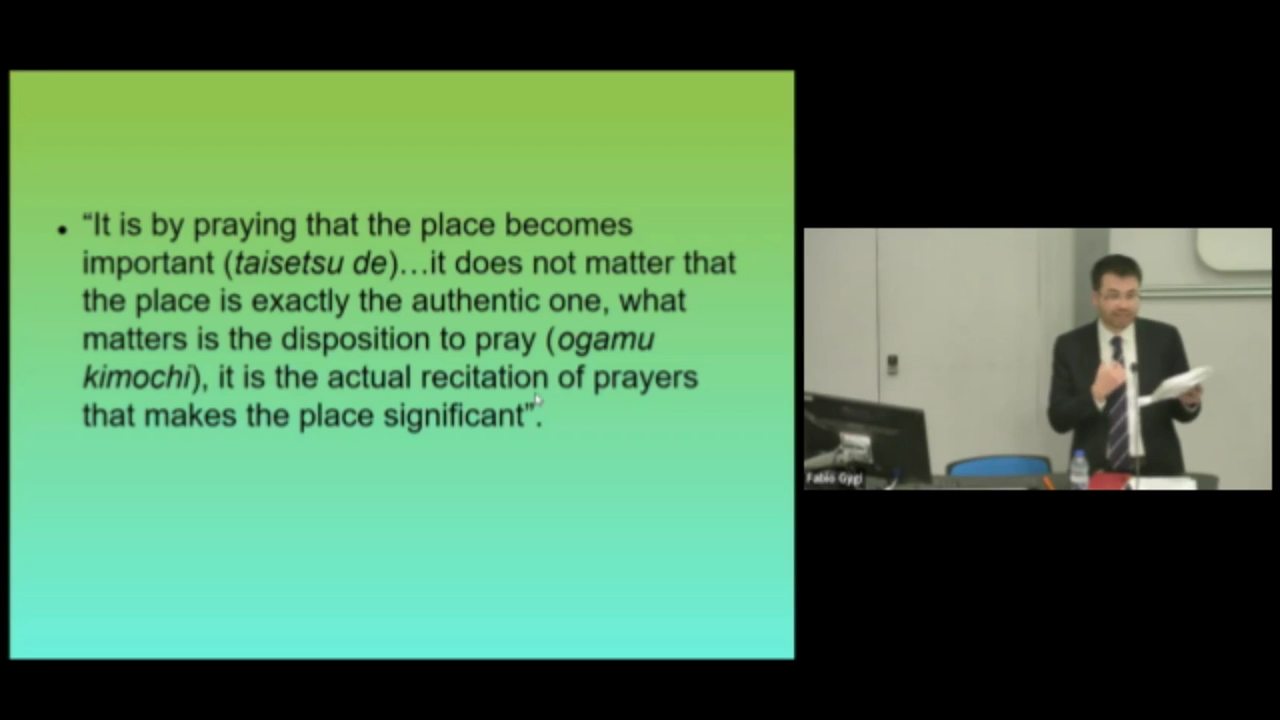 • “It is by praying that the place becomes
important (taisetsu de)…it does not matter that
the place is exactly the authentic one, what
matters is the disposition to pray (ogamu
kimochi), it is the actual recitation of prayers
that makes the place significant”.
Fabio Gygi